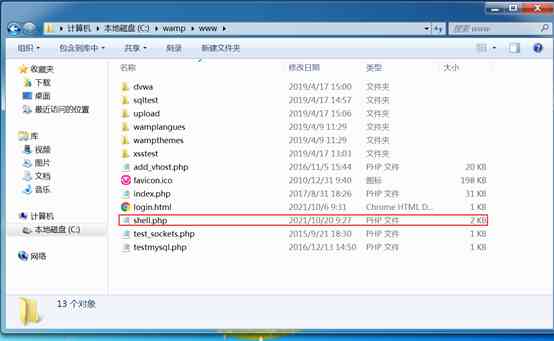 计算机 ▸ 本地磁盘 (C:) ▸ wamp ▸ www ▸
搜索 www
组织 包含到库中 共享 刻录 新建文件夹
名称 修改日期 类型 大小
收藏夹
下载
桌面
最近访问的位置
库
视频
图片
文档
音乐
计算机
本地磁盘 (C:)
网络
dvwa 2019/4/17 15:00 文件夹
sqltest 2019/4/17 14:57 文件夹
upload 2019/4/17 15:06 文件夹
wamplangues 2019/4/9 11:29 文件夹
wampthemes 2019/4/9 11:29 文件夹
xsstest 2019/4/17 13:01 文件夹
add_vhost.php 2016/11/5 15:44 PHP 文件 20 KB
favicon.ico 2010/12/31 9:40 图标 198 KB
index.php 2017/8/31 18:26 PHP 文件 31 KB
login.html 2021/10/6 9:31 Chrome HTML D... 1 KB
shell.php 2021/10/20 9:27 PHP 文件 2 KB
test_sockets.php 2015/9/21 18:30 PHP 文件 1 KB
testmysql.php 2016/12/13 14:50 PHP 文件 1 KB
13 个对象